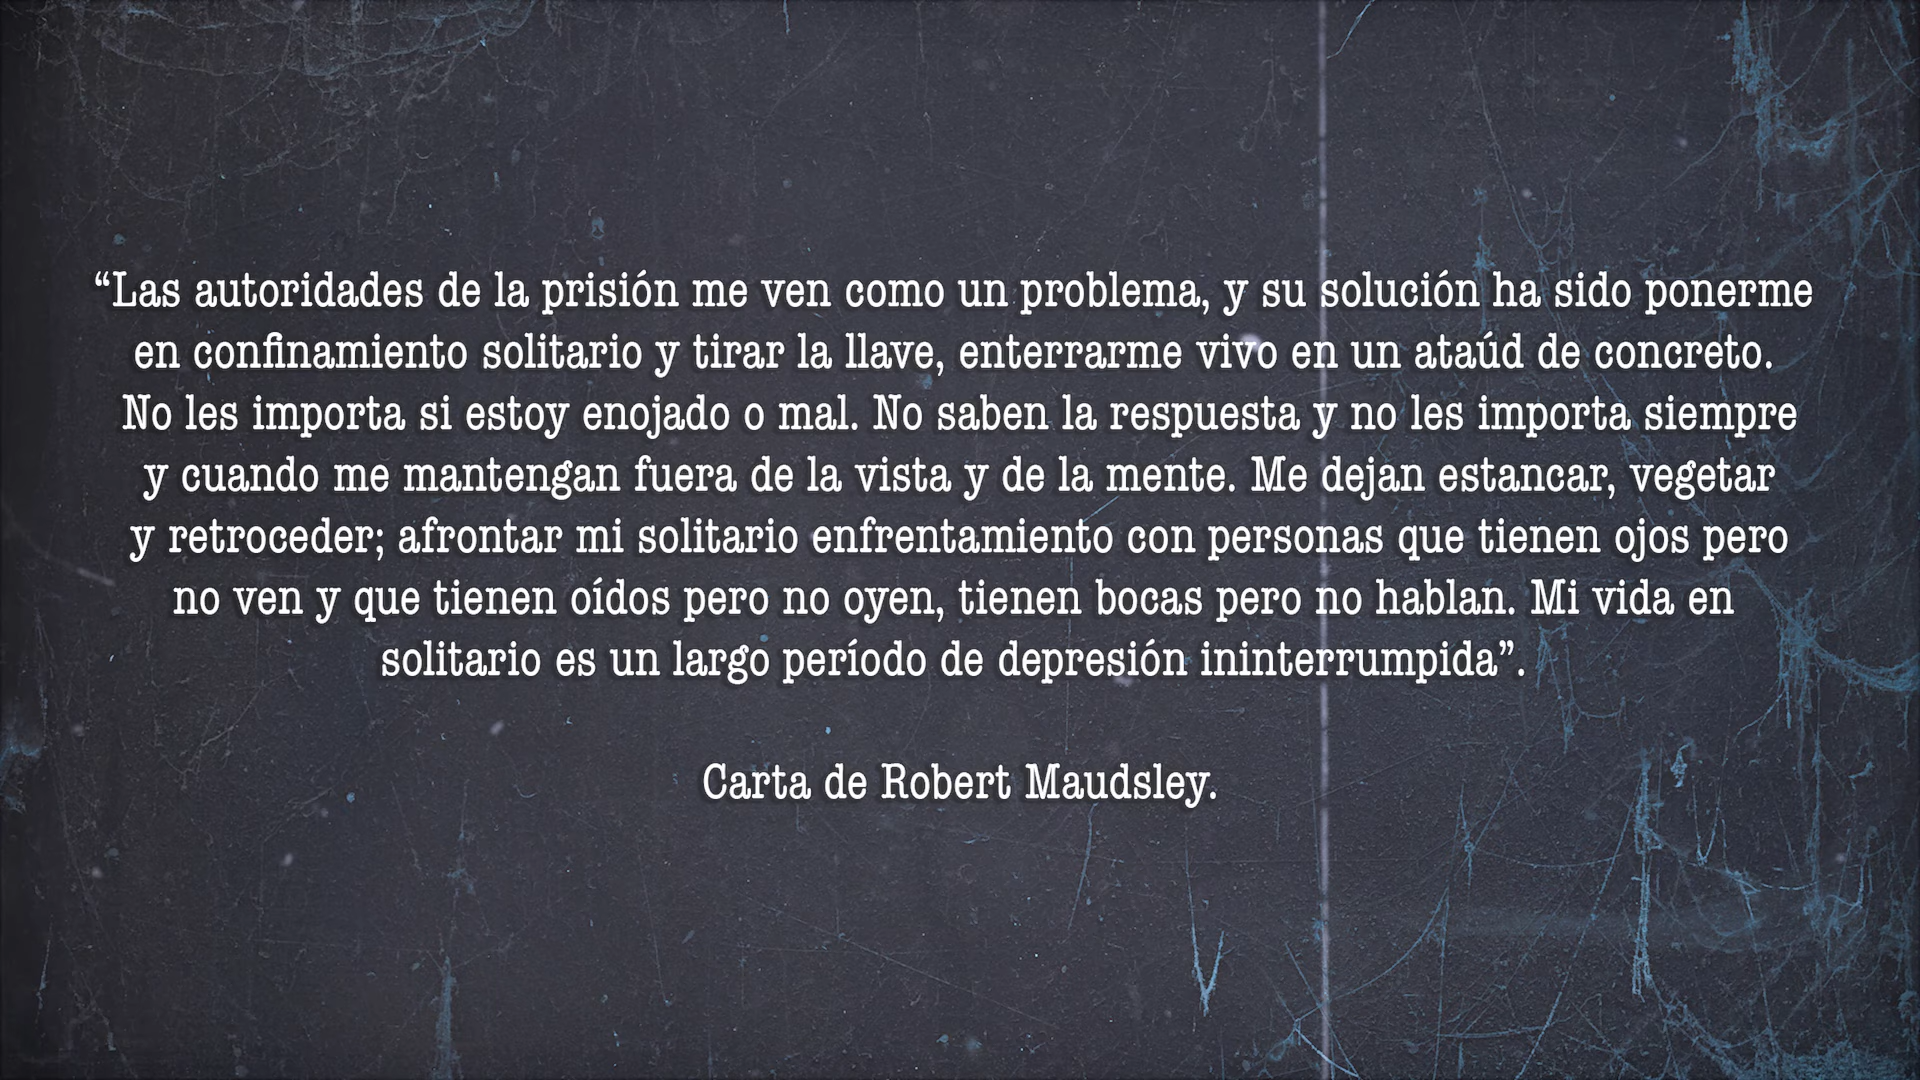 “Las autoridades de la prisión me ven como un problema, y su solución ha sido ponerme
en confinamiento solitario y tirar la llave, enterrarme vivo en un ataúd de concreto.
No les importa si estoy enojado o mal. No saben la respuesta y no les importa siempre
y cuando me mantengan fuera de la vista y de la mente. Me dejan estancar, vegetar
y retroceder; afrontar mi solitario enfrentamiento con personas que tienen ojos pero
no ven y que tienen oídos pero no oyen, tienen bocas pero no hablan. Mi vida en
solitario es un largo período de depresión ininterrumpida”.
Carta de Robert Maudsley.